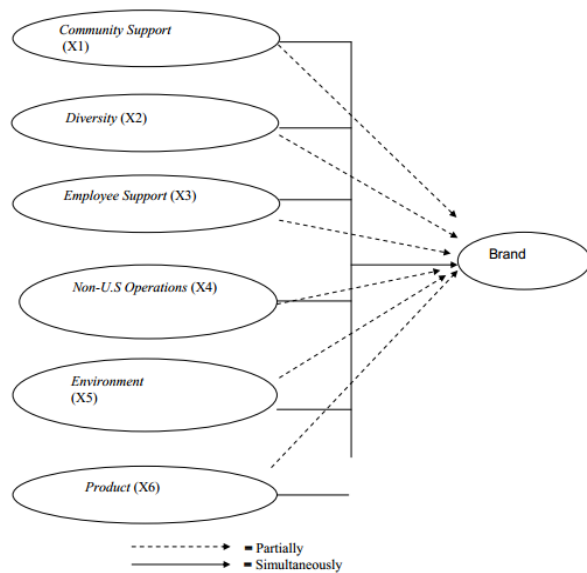 Community Support
(X1)
Diversity (X2)
Employee Support (X3)
Brand
Non-U.S Operations (X4)
Environment
(X5)
Product (X6)
= Partially
= Simultaneously